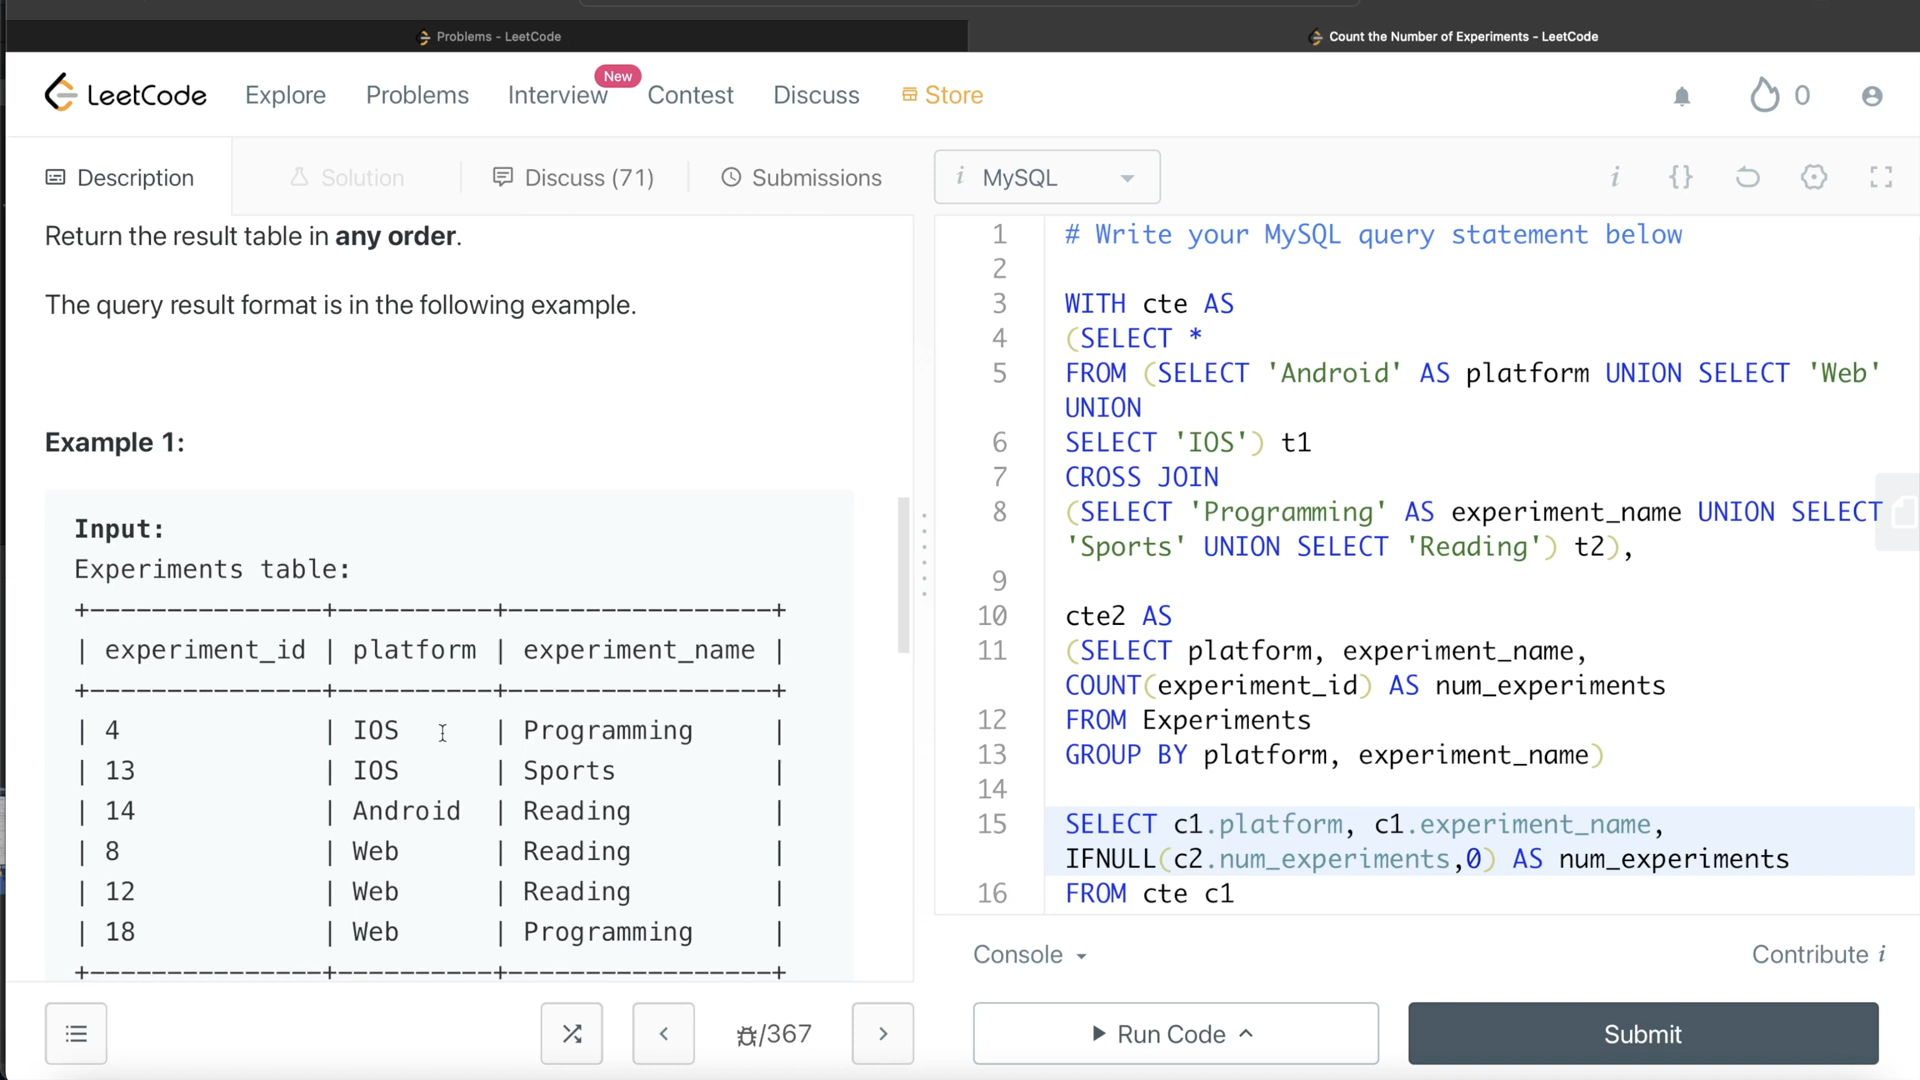 Problems - LeetCode
Count the Number of Experiments - LeetCode
LeetCode Explore Problems Interview New Contest Discuss Store 0
Description Solution Discuss (71) Submissions
i MySQL i {}
Return the result table in any order.
The query result format is in the following example.
Example 1:
Input:
Experiments table:
+---------------+----------+-----------------+
| experiment_id | platform | experiment_name |
+---------------+----------+-----------------+
| 4 | IOS | Programming |
| 13 | IOS | Sports |
| 14 | Android | Reading |
| 8 | Web | Reading |
| 12 | Web | Reading |
| 18 | Web | Programming |
+---------------+----------+-----------------+
/367
1 # Write your MySQL query statement below
2
3 WITH cte AS
4 (SELECT *
5 FROM (SELECT 'Android' AS platform UNION SELECT 'Web'
UNION
6 SELECT 'IOS') t1
7 CROSS JOIN
8 (SELECT 'Programming' AS experiment_name UNION SELECT
'Sports' UNION SELECT 'Reading') t2),
9
10 cte2 AS
11 (SELECT platform, experiment_name,
COUNT(experiment_id) AS num_experiments
12 FROM Experiments
13 GROUP BY platform, experiment_name)
14
15 SELECT c1.platform, c1.experiment_name,
IFNULL(c2.num_experiments,0) AS num_experiments
16 FROM cte c1
Console Contribute i
Run Code Submit